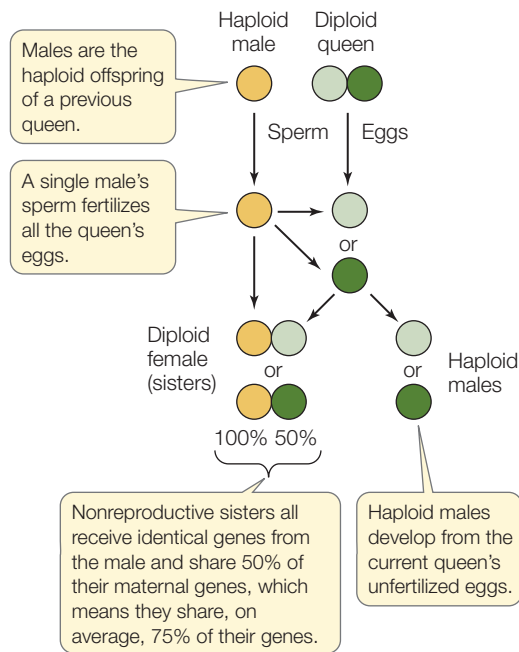 Haploid
male
Diploid
queen
Males are the
haploid offspring
of a previous
queen.
Sperm
Eggs
A single male's
sperm fertilizes
all the queen's
eggs.
or
Diploid
female
(sisters)
or
or
Haploid
males
100% 50%
Nonreproductive sisters all
receive identical genes from
the male and share 50% of
their maternal genes, which
means they share, on
average, 75% of their genes.
Haploid males
develop from the
current queen's
unfertilized eggs.